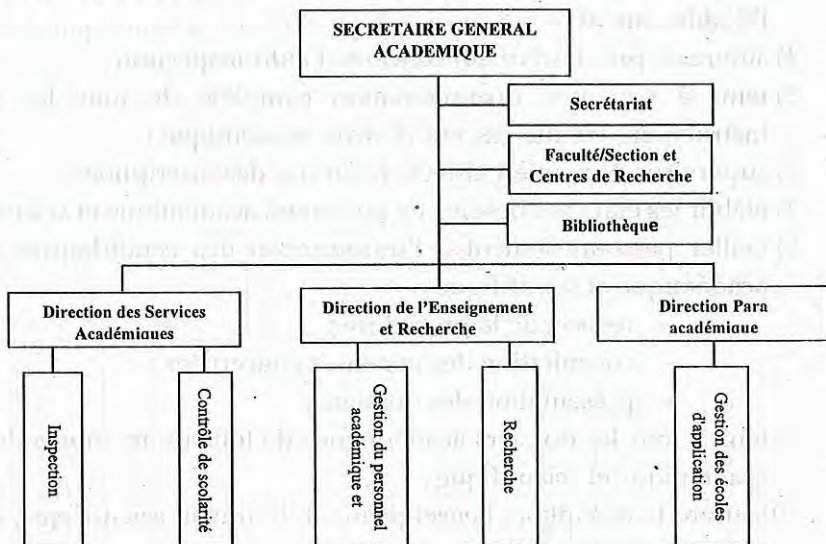 SECRETAIRE GENERAL
ACADEMIQUE
Secrétariat
Faculté/Section et
Centres de Recherche
Bibliothèque
Direction des Services
Académiques
Direction de l'Enseignement
et Recherche
Direction Para
académique
Inspection
Contrôle de scolarité
Gestion du personnel
académique et
Recherche
Gestion des écoles
d'application